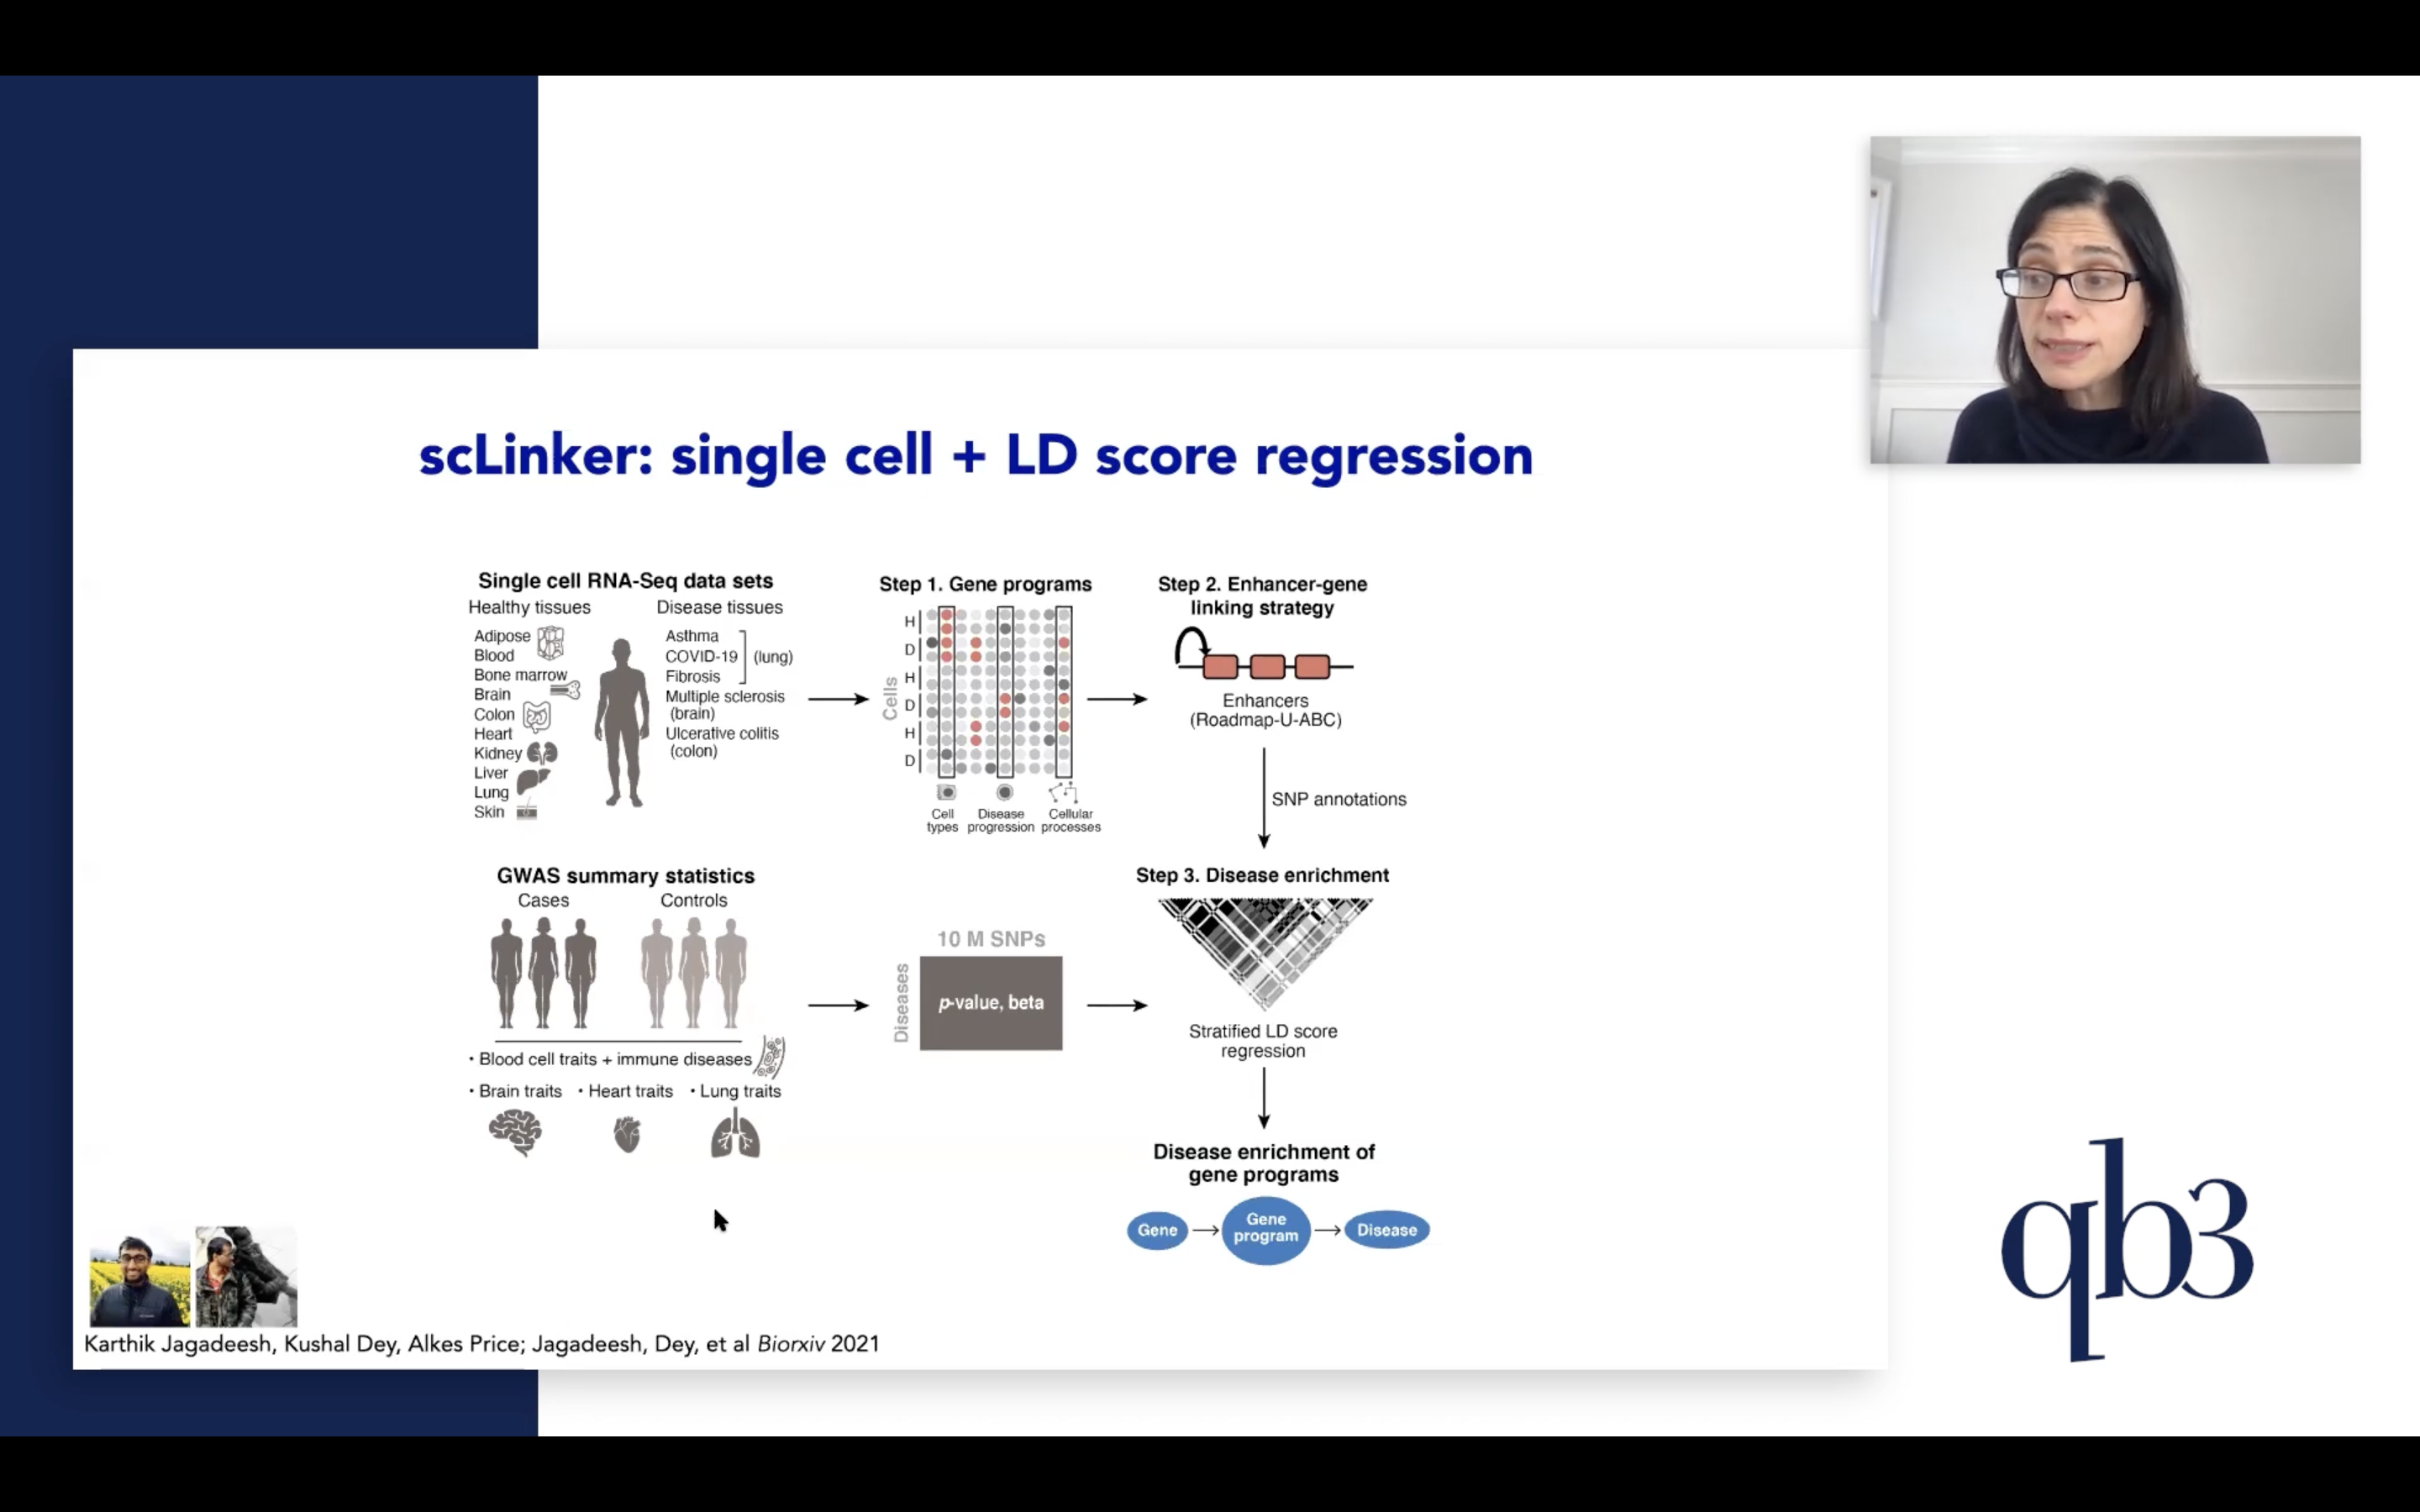 scLinker: single cell + LD score regression
Single cell RNA-Seq data sets
Healthy tissues
Adipose
Blood
Bone marrow
Brain
Colon
Heart
Kidney
Liver
Lung
Skin
Disease tissues
Asthma
COVID-19
Fibrosis
(lung)
Multiple sclerosis
(brain)
Ulcerative colitis
(colon)
Step 1. Gene programs
Cells
H
D
H
D
H
D
Cell
types
Disease
progression
Cellular
processes
Step 2. Enhancer-gene
linking strategy
Enhancers
(Roadmap-U-ABC)
SNP annotations
GWAS summary statistics
Cases
Controls
• Blood cell traits + immune diseases
• Brain traits • Heart traits • Lung traits
10 M SNPs
Diseases
p-value, beta
Step 3. Disease enrichment
Stratified LD score
regression
Disease enrichment of
gene programs
Gene
Gene
program
Disease
Karthik Jagadeesh, Kushal Dey, Alkes Price; Jagadeesh, Dey, et al Biorxiv 2021
qb3